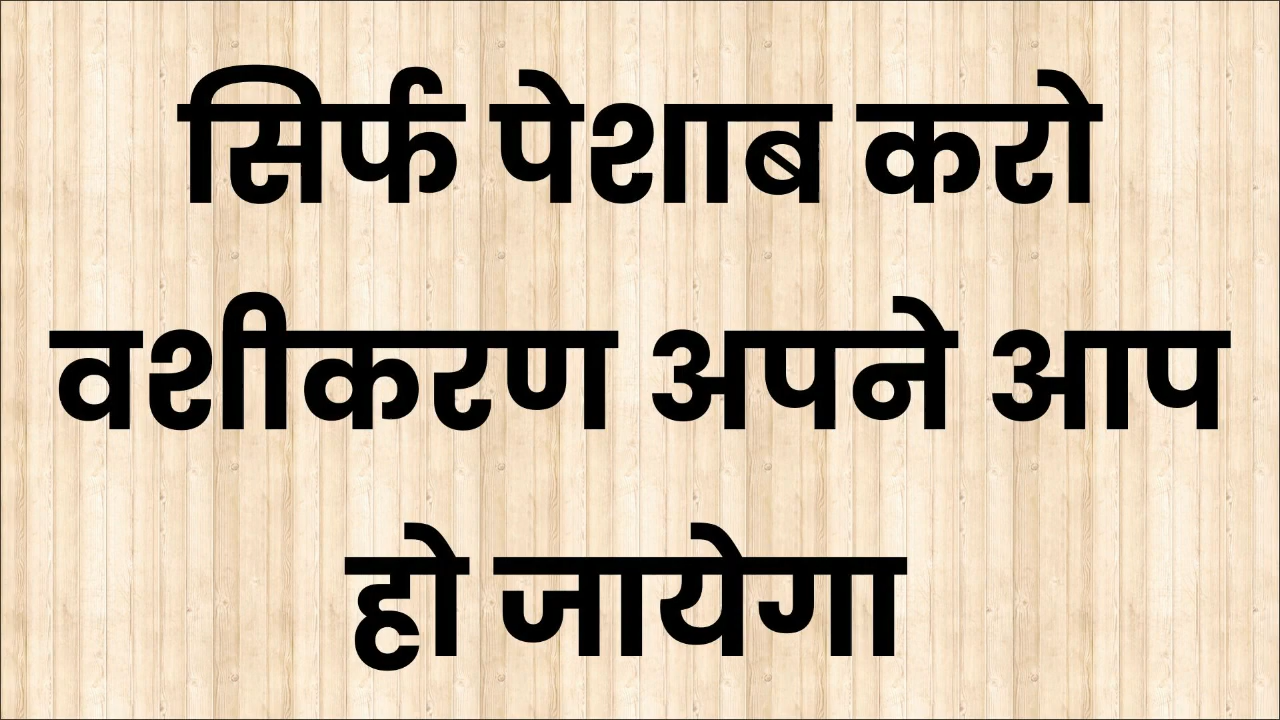 सिर्फ पेशाब करो
वशीकरण अपने आप
हो जायेगा